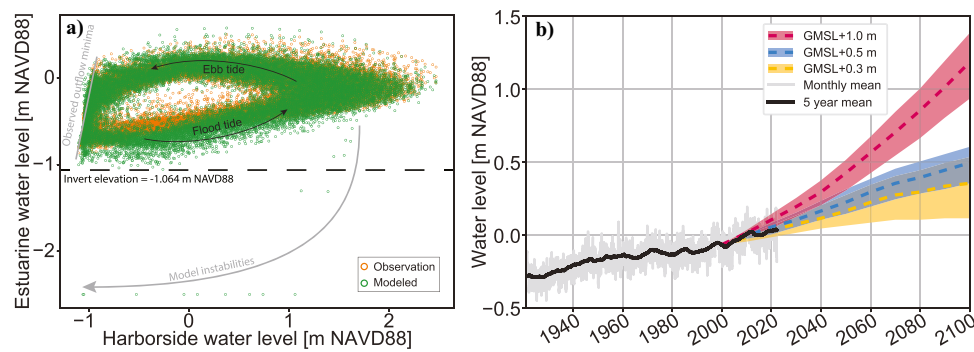 a)
Estuarine water level [m NAVD88]
0
−1
−2
Observed outflow minima
Ebb tide
Flood tide
Invert elevation = -1.064 m NAVD88
Model instabilities
Observation
Modeled
−1
0
1
2
Harborside water level [m NAVD88]
b)
Water level [m NAVD88]
1.5
1.0
0.5
0.0
−0.5
GMSL+1.0 m
GMSL+0.5 m
GMSL+0.3 m
Monthly mean
5 year mean
1940
1960
1980
2000
2020
2040
2060
2080
2100